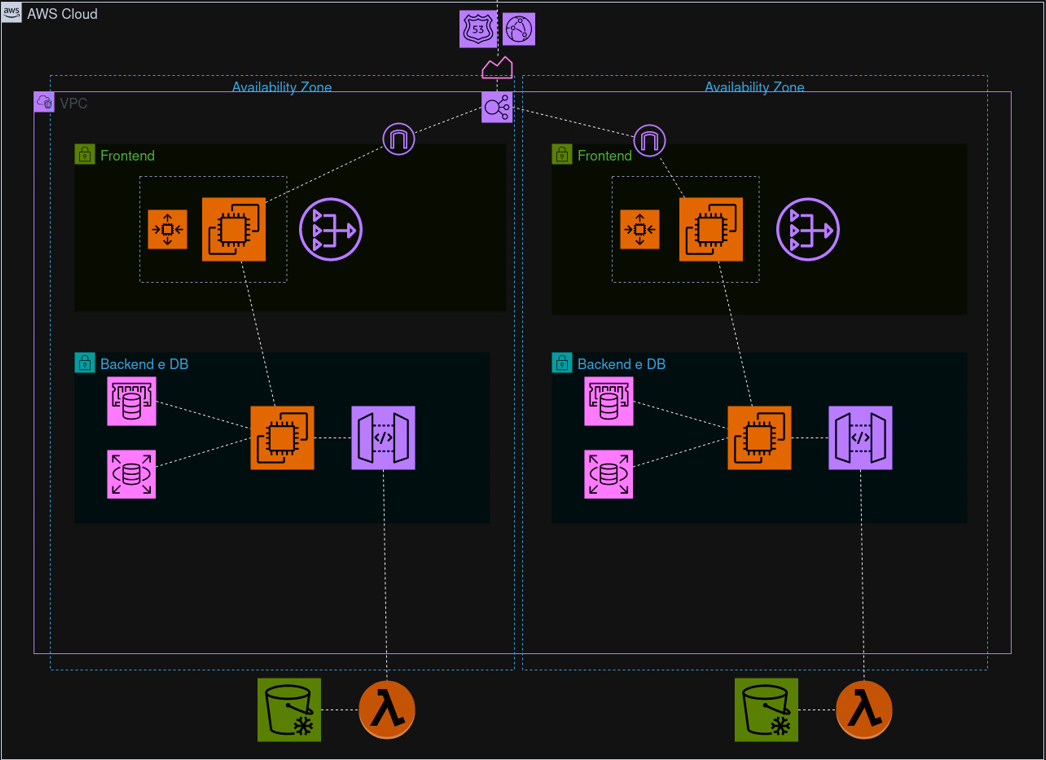 aws
AWS Cloud
53
Availability Zone
Availability Zone
VPC
Frontend
Frontend
Backend e DB
Backend e DB